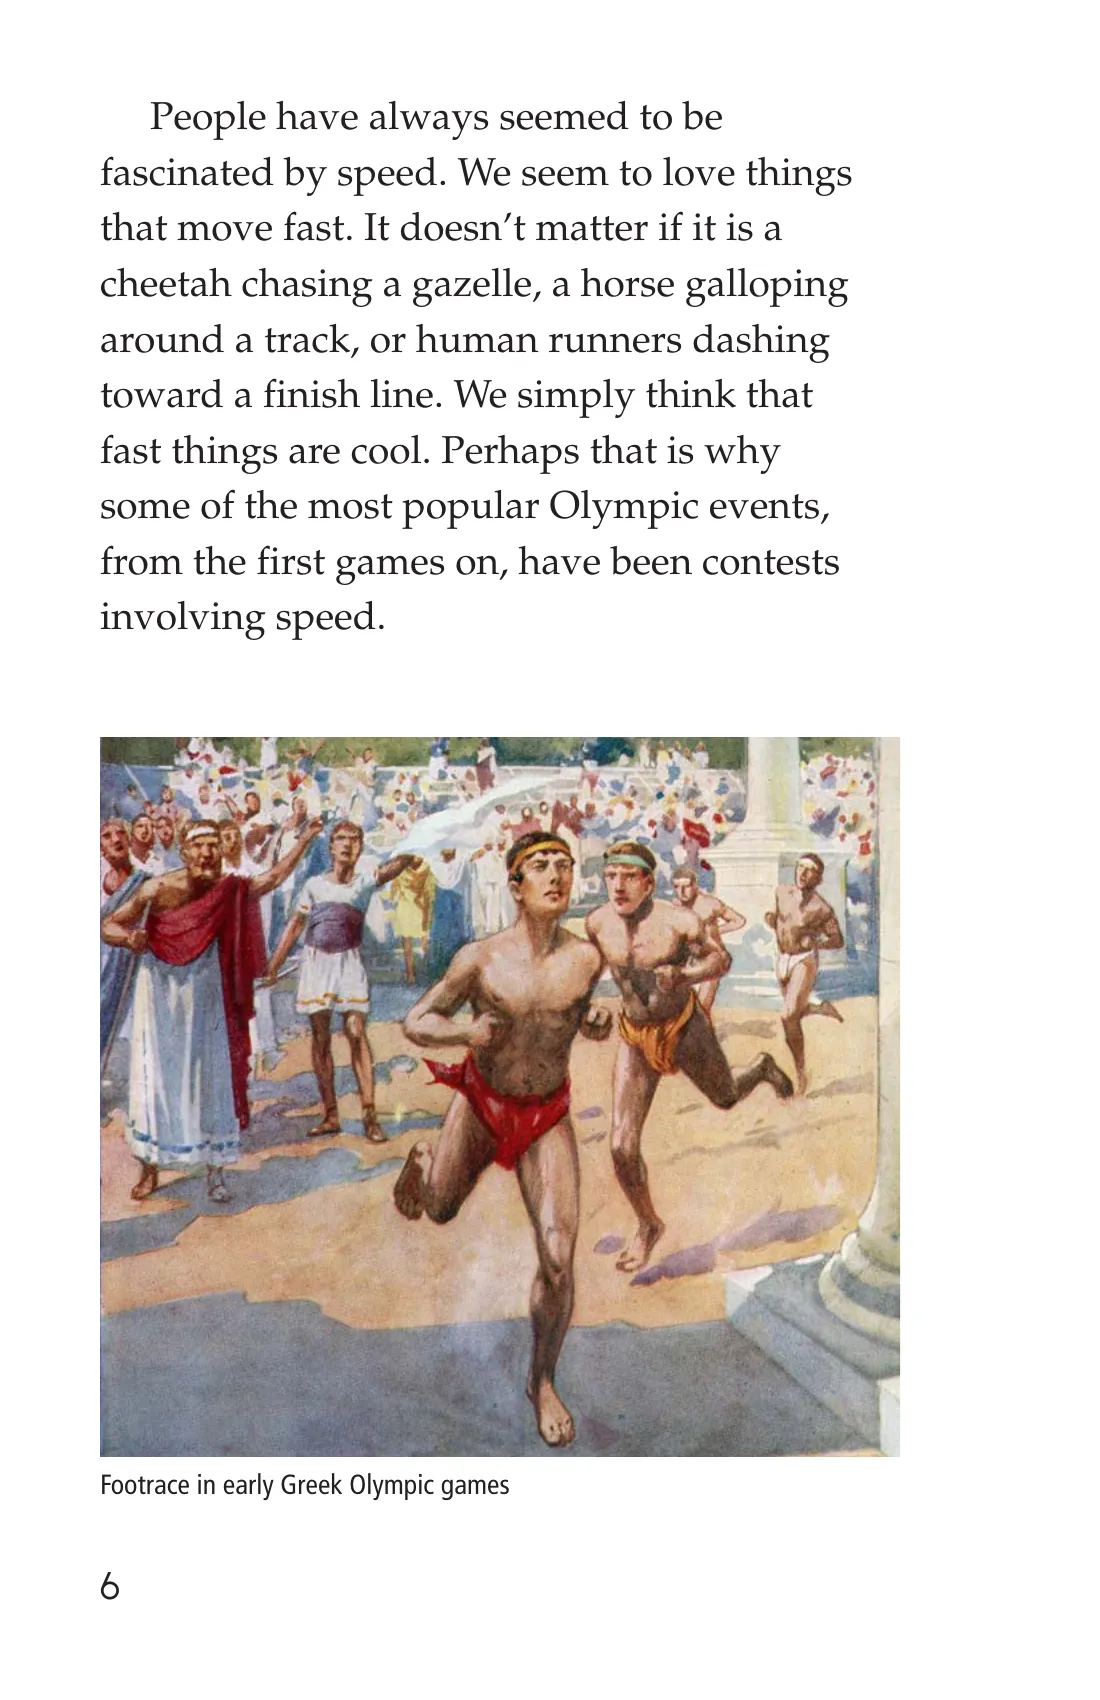 People have always seemed to be
fascinated by speed. We seem to love things
that move fast. It doesn’t matter if it is a
cheetah chasing a gazelle, a horse galloping
around a track, or human runners dashing
toward a finish line. We simply think that
fast things are cool. Perhaps that is why
some of the most popular Olympic events,
from the first games on, have been contests
involving speed.
Footrace in early Greek Olympic games
6